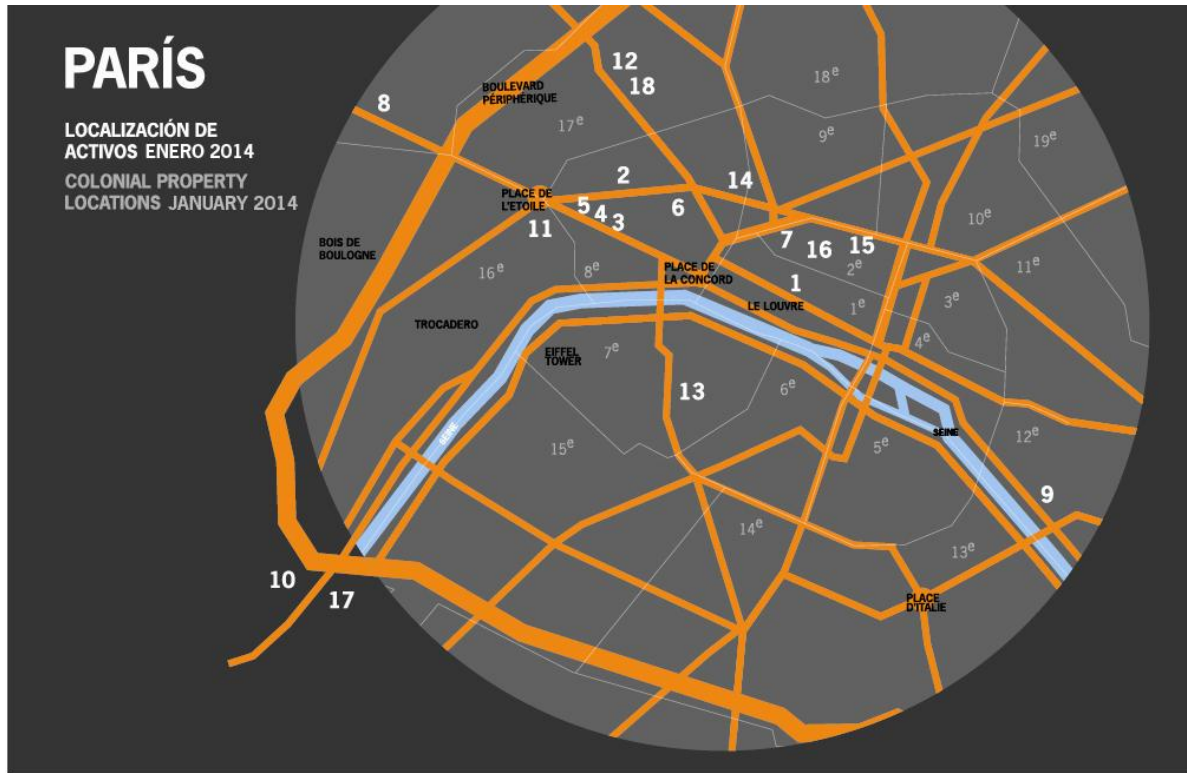 PARÍS
LOCALIZACIÓN DE
ACTIVOS ENERO 2014
COLONIAL PROPERTY
LOCATIONS JANUARY 2014
12
18
18e
8
BOULEVARD
PÉRIPHÉRIQUE
17e
9e
19e
2
14
PLACE DE
L'ETOILE
5
4
3
6
11
7
16
15
10e
BOIS DE
BOULOGNE
16e
8e
PLACE DE
LA CONCORD
2e
11e
1
LE LOUVRE
1e
3e
TROCADERO
4e
EIFFEL
TOWER
7e
13
6e
SEINE
SEINE
15e
5e
12e
9
14e
13e
10
17
PLACE
D'ITALIE